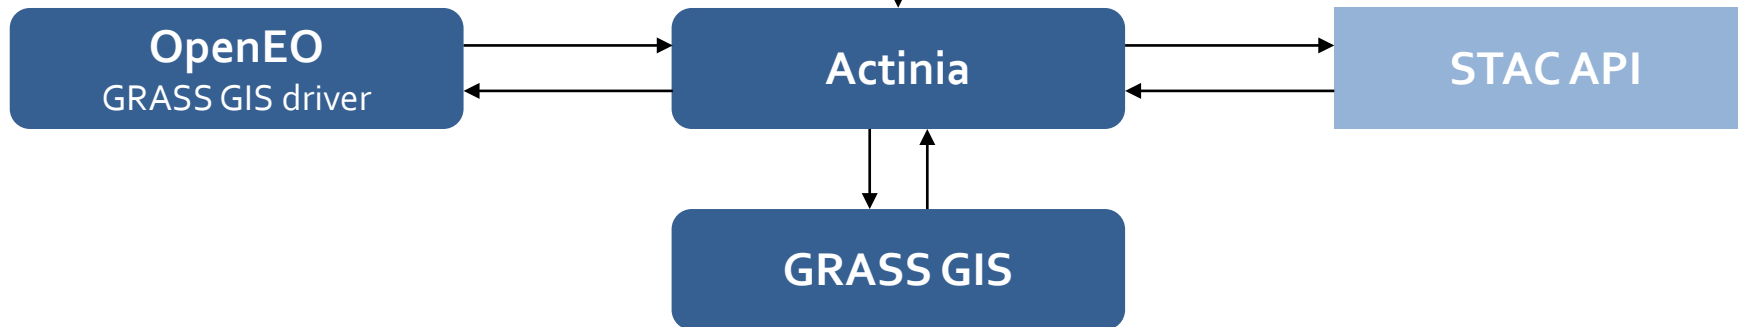 OpenEO
GRASS GIS driver
Actinia
STAC API
GRASS GIS